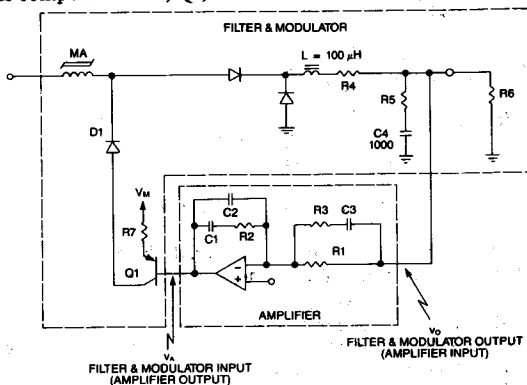 FILTER & MODULATOR
MA
L = 100 µH
R4
R5
R6
C4
1000
D1
VM
R7
Q1
C2
C1
R2
R3
C3
R1
−
+
AMPLIFIER
vA
FILTER & MODULATOR INPUT
(AMPLIFIER OUTPUT)
vO
FILTER & MODULATOR OUTPUT
(AMPLIFIER INPUT)